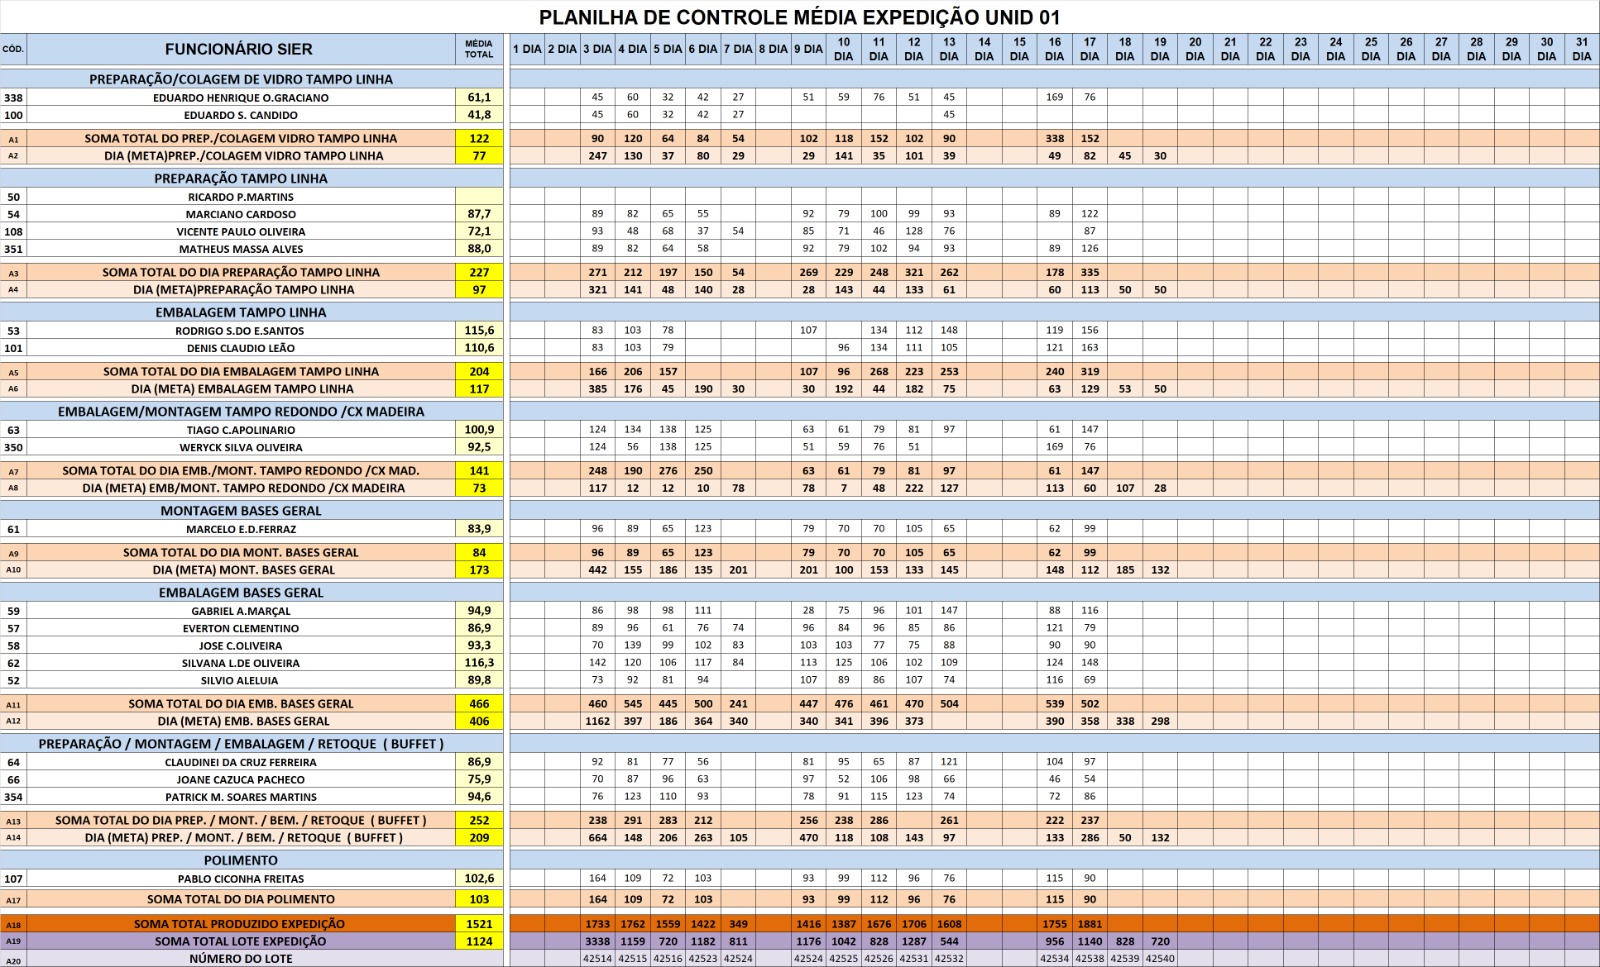 PLANILHA DE CONTROLE MÉDIA EXPEDIÇÃO UNID 01
CÓD. FUNCIONÁRIO SIER MÉDIA TOTAL 1 DIA 2 DIA 3 DIA 4 DIA 5 DIA 6 DIA 7 DIA 8 DIA 9 DIA 10 DIA 11 DIA 12 DIA 13 DIA 14 DIA 15 DIA 16 DIA 17 DIA 18 DIA 19 DIA 20 DIA 21 DIA 22 DIA 23 DIA 24 DIA 25 DIA 26 DIA 27 DIA 28 DIA 29 DIA 30 DIA 31 DIA
PREPARAÇÃO/COLAGEM DE VIDRO TAMPO LINHA
338 EDUARDO HENRIQUE O.GRACIANO 61,1 45 60 32 42 27 51 59 76 51 45 169 76
100 EDUARDO S. CANDIDO 41,8 45 60 32 42 27 45
A1 SOMA TOTAL DO PREP./COLAGEM VIDRO TAMPO LINHA 122 90 120 64 84 54 102 118 152 102 90 338 152
A2 DIA (META)PREP./COLAGEM VIDRO TAMPO LINHA 77 247 130 37 80 29 29 141 35 101 39 49 82 45 30
PREPARAÇÃO TAMPO LINHA
50 RICARDO P.MARTINS
54 MARCIANO CARDOSO 87,7 89 82 65 55 92 79 100 99 93 89 122
108 VICENTE PAULO OLIVEIRA 72,1 93 48 68 37 54 85 71 46 128 76 87
351 MATHEUS MASSA ALVES 88,0 89 82 64 58 92 79 102 94 93 89 126
A3 SOMA TOTAL DO DIA PREPARAÇÃO TAMPO LINHA 227 271 212 197 150 54 269 229 248 321 262 178 335
A4 DIA (META)PREPARAÇÃO TAMPO LINHA 97 321 141 48 140 28 28 143 44 133 61 60 113 50 50
EMBALAGEM TAMPO LINHA
53 RODRIGO S.DO E.SANTOS 115,6 83 103 78 107 134 112 148 119 156
101 DENIS CLAUDIO LEÃO 110,6 83 103 79 96 134 111 105 121 163
A5 SOMA TOTAL DO DIA EMBALAGEM TAMPO LINHA 204 166 206 157 107 96 268 223 253 240 319
A6 DIA (META) EMBALAGEM TAMPO LINHA 117 385 176 45 190 30 30 192 44 182 75 63 129 53 50
EMBALAGEM/MONTAGEM TAMPO REDONDO /CX MADEIRA
63 TIAGO C.APOLINARIO 100,9 124 134 138 125 63 61 79 81 97 61 147
350 WERYCK SILVA OLIVEIRA 92,5 124 56 138 125 51 59 76 51 169 76
A7 SOMA TOTAL DO DIA EMB./MONT. TAMPO REDONDO /CX MAD. 141 248 190 276 250 63 61 79 81 97 61 147
A8 DIA (META) EMB/MONT. TAMPO REDONDO /CX MADEIRA 73 117 12 12 10 78 78 7 48 222 127 113 60 107 28
MONTAGEM BASES GERAL
61 MARCELO E.D.FERRAZ 83,9 96 89 65 123 79 70 70 105 65 62 99
A9 SOMA TOTAL DO DIA MONT. BASES GERAL 84 96 89 65 123 79 70 70 105 65 62 99
A10 DIA (META) MONT. BASES GERAL 173 442 155 186 135 201 201 100 153 133 145 148 112 185 132
EMBALAGEM BASES GERAL
59 GABRIEL A.MARÇAL 94,9 86 98 98 111 28 75 96 101 147 88 116
57 EVERTON CLEMENTINO 86,9 89 96 61 76 74 96 84 96 85 86 121 79
58 JOSE C.OLIVEIRA 93,3 70 139 99 102 83 103 103 77 75 88 90 90
62 SILVANA L.DE OLIVEIRA 116,3 142 120 106 117 84 113 125 106 102 109 124 148
52 SILVIO ALELUIA 89,8 73 92 81 94 107 89 86 107 74 116 69
A11 SOMA TOTAL DO DIA EMB. BASES GERAL 466 460 545 445 500 241 447 476 461 470 504 539 502
A12 DIA (META) EMB. BASES GERAL 406 1162 397 186 364 340 340 341 396 373 390 358 338 298
PREPARAÇÃO / MONTAGEM / EMBALAGEM / RETOQUE ( BUFFET )
64 CLAUDINEI DA CRUZ FERREIRA 86,9 92 81 77 56 81 95 65 87 121 104 97
66 JOANE CAZUCA PACHECO 75,9 70 87 96 63 97 52 106 98 66 46 54
354 PATRICK M. SOARES MARTINS 94,6 76 123 110 93 78 91 115 123 74 72 86
A13 SOMA TOTAL DO DIA PREP. / MONT. / BEM. / RETOQUE ( BUFFET ) 252 238 291 283 212 256 238 286 261 222 237
A14 DIA (META) PREP. / MONT. / BEM. / RETOQUE ( BUFFET ) 209 664 148 206 263 105 470 118 108 143 97 133 286 50 132
POLIMENTO
107 PABLO CICONHA FREITAS 102,6 164 109 72 103 93 99 112 96 76 115 90
A17 SOMA TOTAL DO DIA POLIMENTO 103 164 109 72 103 93 99 112 96 76 115 90
A18 SOMA TOTAL PRODUZIDO EXPEDIÇÃO 1521 1733 1762 1559 1422 349 1416 1387 1676 1706 1608 1755 1881
A19 SOMA TOTAL LOTE EXPEDIÇÃO 1124 3338 1159 720 1182 811 1176 1042 828 1287 544 956 1140 828 720
A20 NÚMERO DO LOTE 42514 42515 42516 42523 42524 42524 42525 42526 42531 42532 42534 42538 42539 42540